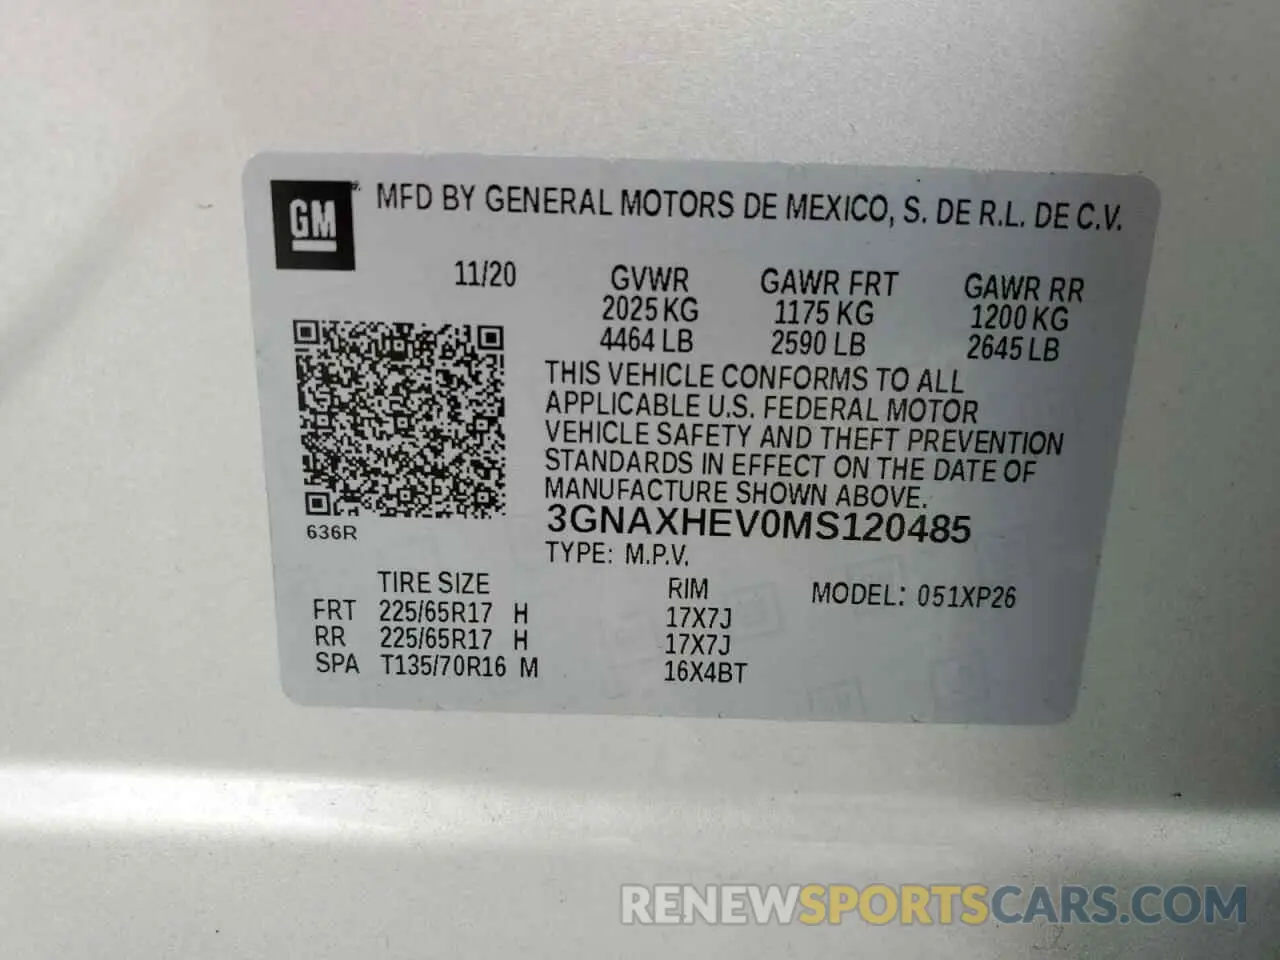 GM MFD BY GENERAL MOTORS DE MEXICO, S. DE R.L. DE C.V.
11/20 GVWR GAWR FRT GAWR RR
2025 KG 1175 KG 1200 KG
4464 LB 2590 LB 2645 LB
THIS VEHICLE CONFORMS TO ALL
APPLICABLE U.S. FEDERAL MOTOR
VEHICLE SAFETY AND THEFT PREVENTION
STANDARDS IN EFFECT ON THE DATE OF
MANUFACTURE SHOWN ABOVE.
636R 3GNAXHEV0MS120485
TYPE: M.P.V.
TIRE SIZE RIM MODEL: 051XP26
FRT 225/65R17 H 17X7J
RR 225/65R17 H 17X7J
SPA T135/70R16 M 16X4BT
RENEWSPORTSCARS.COM